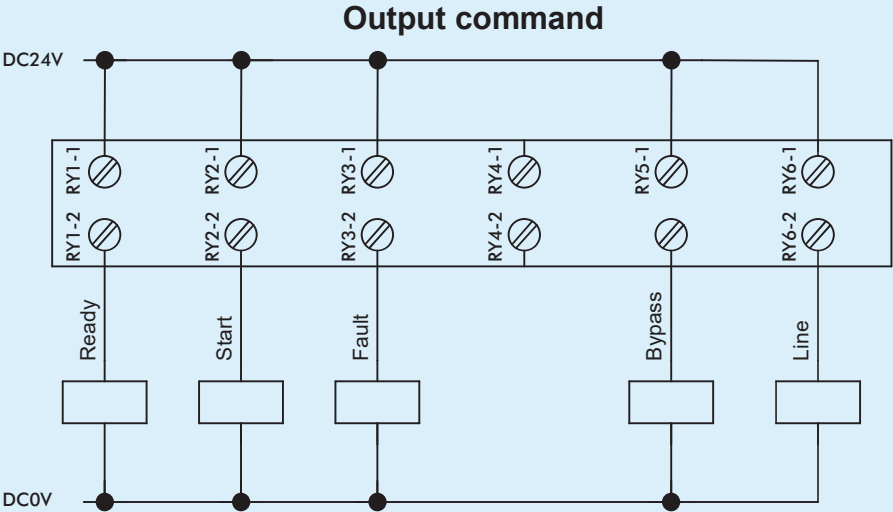 Output command
DC24V
RY1-1
RY2-1
RY3-1
RY4-1
RY5-1
RY6-1
RY1-2
RY2-2
RY3-2
RY4-2
RY6-2
Ready
Start
Fault
Bypass
Line
DC0V